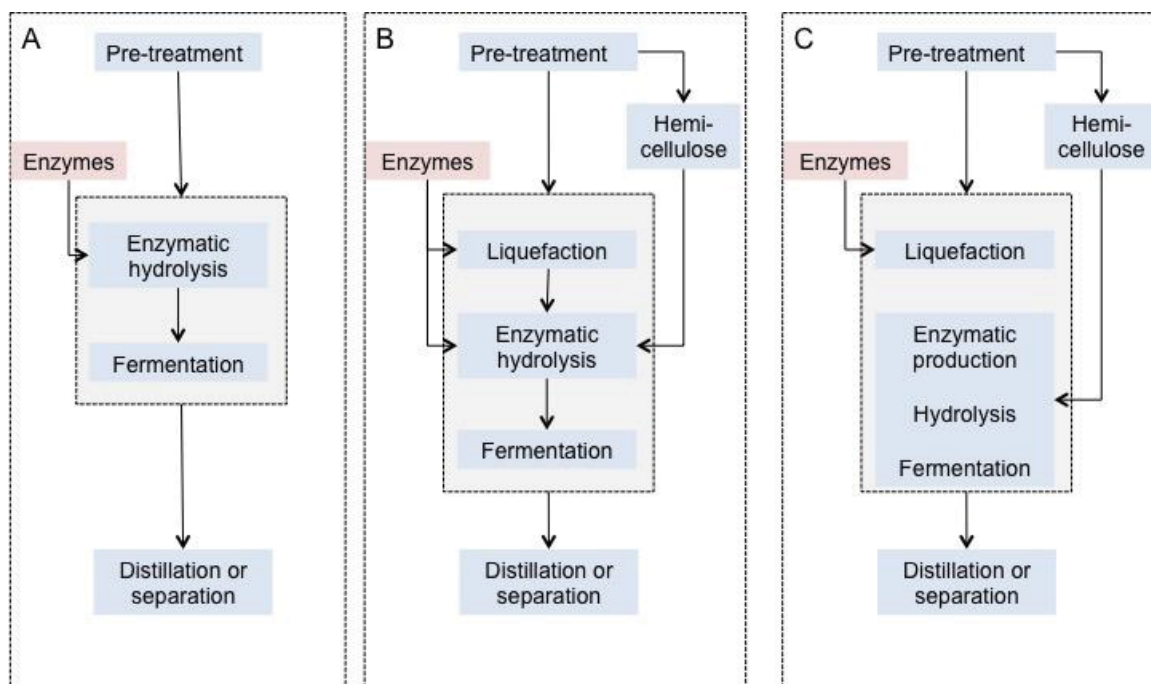 A
Pre-treatment
Enzymes
Enzymatic
hydrolysis
Fermentation
Distillation or
separation
B
Pre-treatment
Hemi-
cellulose
Enzymes
Liquefaction
Enzymatic
hydrolysis
Fermentation
Distillation or
separation
C
Pre-treatment
Hemi-
cellulose
Enzymes
Liquefaction
Enzymatic
production
Hydrolysis
Fermentation
Distillation or
separation